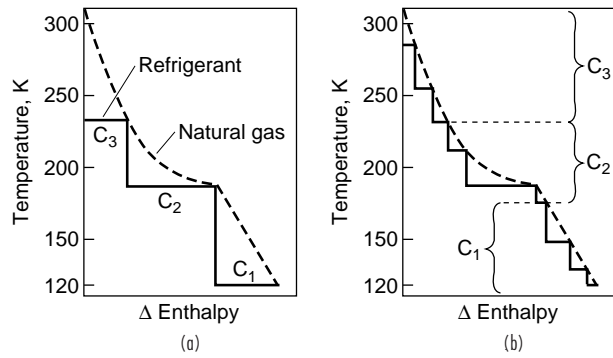 Temperature, K
300
250
200
150
120
Refrigerant
C3
Natural gas
C2
C1
Δ Enthalpy
(a)
Temperature, K
300
250
200
150
120
C3
C2
C1
Δ Enthalpy
(b)